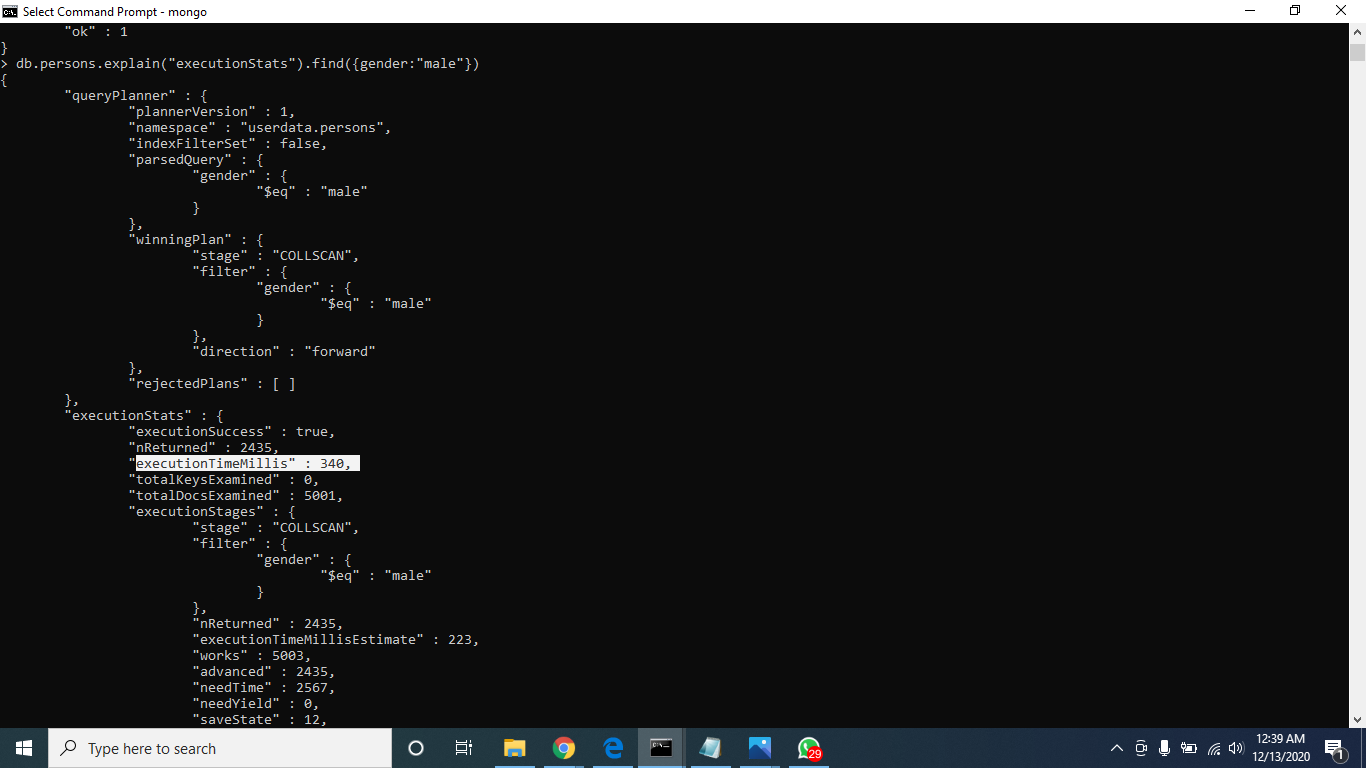 Select Command Prompt - mongo
"ok" : 1
}
> db.persons.explain("executionStats").find({gender:"male"})
{
"queryPlanner" : {
"plannerVersion" : 1,
"namespace" : "userdata.persons",
"indexFilterSet" : false,
"parsedQuery" : {
"gender" : {
"$eq" : "male"
}
},
"winningPlan" : {
"stage" : "COLLSCAN",
"filter" : {
"gender" : {
"$eq" : "male"
}
},
"direction" : "forward"
},
"rejectedPlans" : [ ]
},
"executionStats" : {
"executionSuccess" : true,
"nReturned" : 2435,
"executionTimeMillis" : 340,
"totalKeysExamined" : 0,
"totalDocsExamined" : 5001,
"executionStages" : {
"stage" : "COLLSCAN",
"filter" : {
"gender" : {
"$eq" : "male"
}
},
"nReturned" : 2435,
"executionTimeMillisEstimate" : 223,
"works" : 5003,
"advanced" : 2435,
"needTime" : 2567,
"needYield" : 0,
"saveState" : 12,
Type here to search
29
12:39 AM
12/13/2020
1